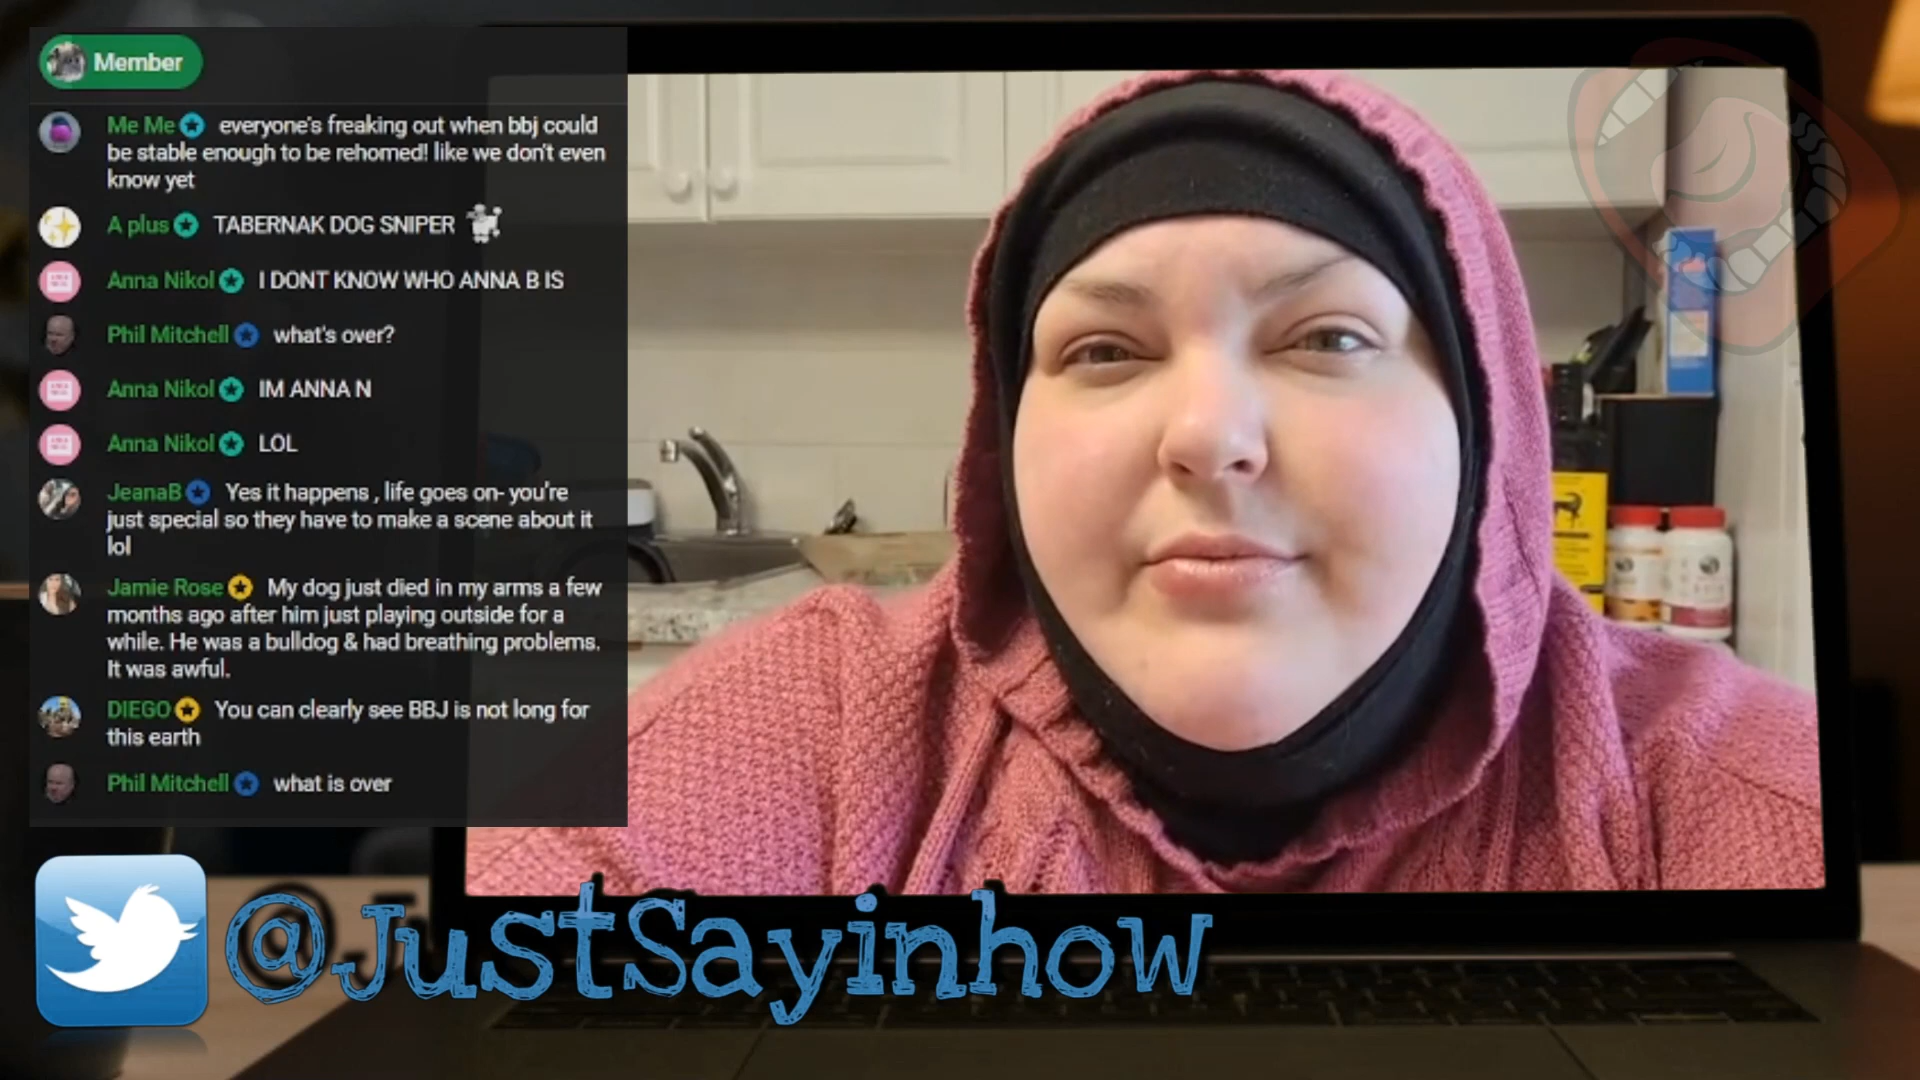 Member
Me Me everyone's freaking out when bbj could
be stable enough to be rehomed! like we don't even
know yet
A plus TABERNAK DOG SNIPER
Anna Nikol I DONT KNOW WHO ANNA B IS
Phil Mitchell what's over?
Anna Nikol IM ANNA N
Anna Nikol LOL
JeanaB Yes it happens , life goes on- you're
just special so they have to make a scene about it
lol
Jamie Rose My dog just died in my arms a few
months ago after him just playing outside for a
while. He was a bulldog & had breathing problems.
It was awful.
DIEGO You can clearly see BBJ is not long for
this earth
Phil Mitchell what is over
@JustSayinhow